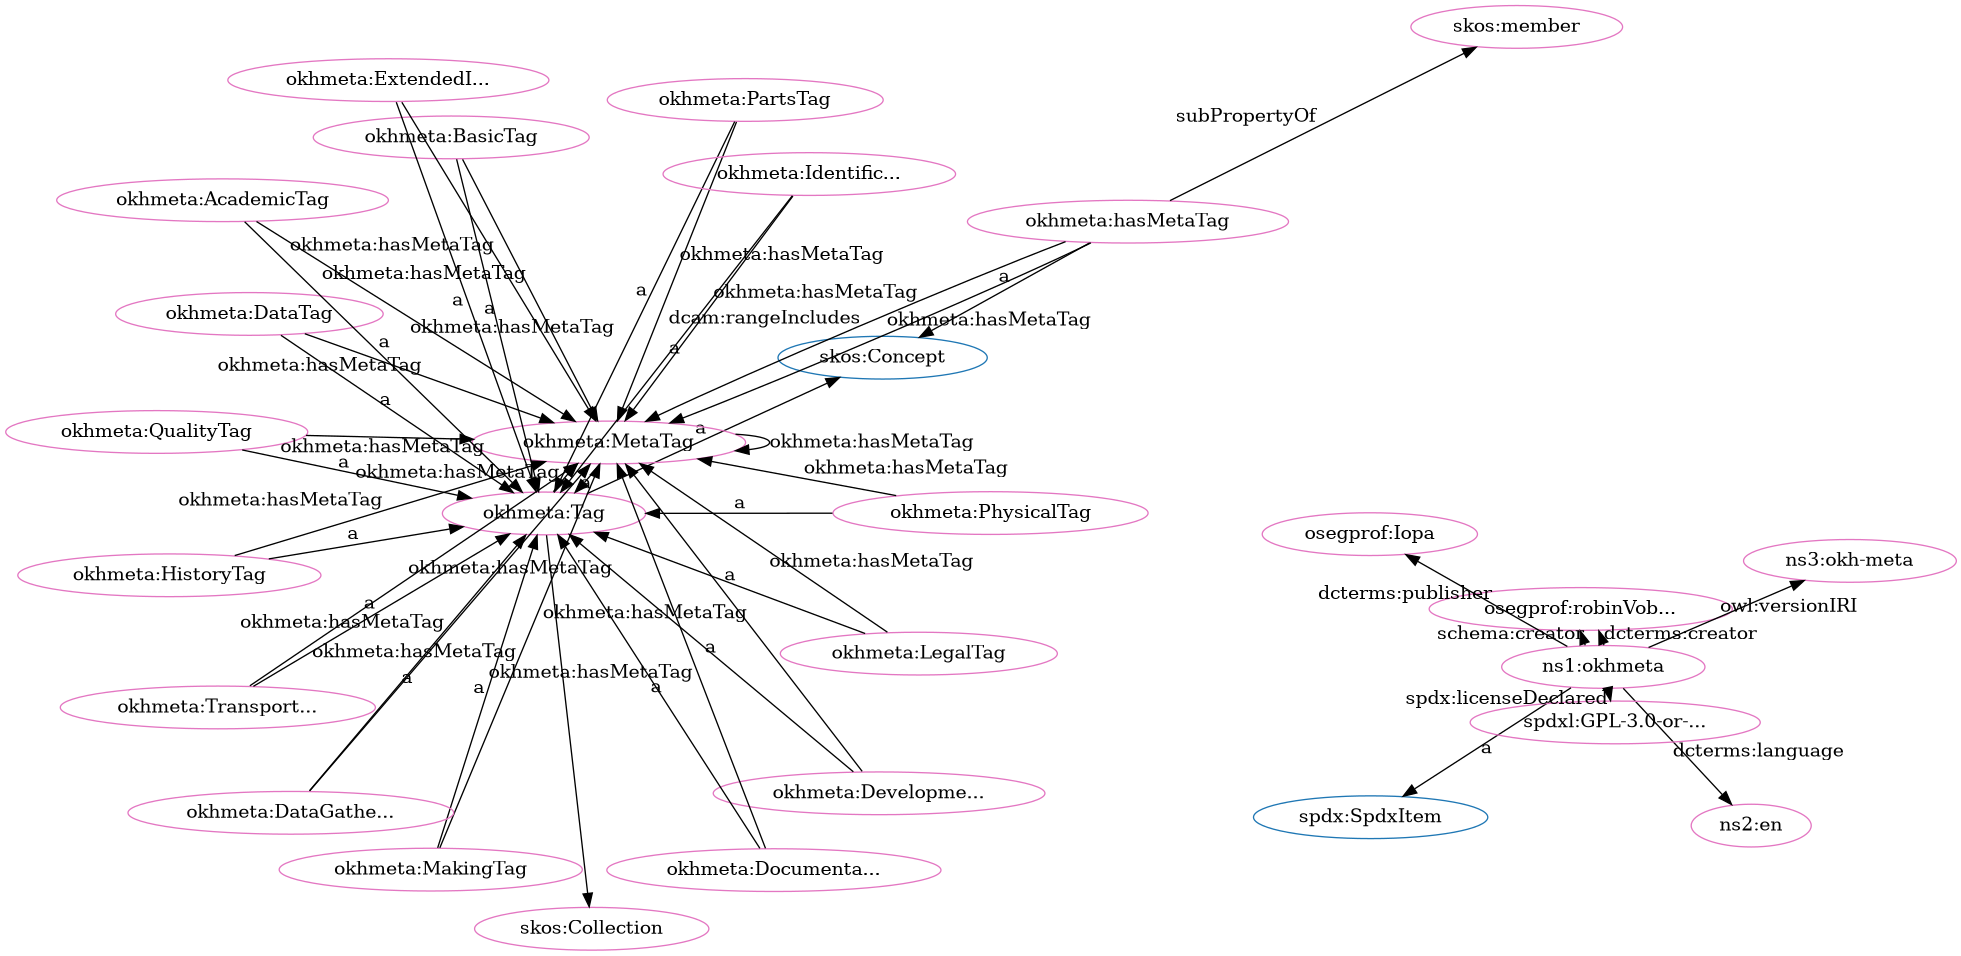 skos:member
okhmeta:ExtendedI...
okhmeta:PartsTag
subPropertyOf
okhmeta:BasicTag
okhmeta:Identific...
okhmeta:AcademicTag
okhmeta:hasMetaTag
okhmeta:hasMetaTag
okhmeta:hasMetaTag
okhmeta:hasMetaTag
a
a
okhmeta:hasMetaTag
a
a
okhmeta:DataTag
dcam:rangeIncludes
okhmeta:hasMetaTag
okhmeta:hasMetaTag
a
a
skos:Concept
okhmeta:hasMetaTag
a
okhmeta:QualityTag
a
okhmeta:MetaTag
okhmeta:hasMetaTag
okhmeta:hasMetaTag
a
okhmeta:hasMetaTag
okhmeta:hasMetaTag
a
okhmeta:hasMetaTag
a
okhmeta:Tag
okhmeta:PhysicalTag
a
osegprof:Iopa
okhmeta:hasMetaTag
ns3:okh-meta
okhmeta:HistoryTag
okhmeta:hasMetaTag
a
dcterms:publisher
a
owl:versionIRI
osegprof:robinVob...
okhmeta:hasMetaTag
okhmeta:hasMetaTag
schema:creator
dcterms:creator
a
okhmeta:hasMetaTag
okhmeta:LegalTag
ns1:okhmeta
okhmeta:hasMetaTag
a
a
a
spdx:licenseDeclared
okhmeta:Transport...
spdxl:GPL-3.0-or-...
a
dcterms:language
okhmeta:Developme...
okhmeta:DataGathe...
spdx:SpdxItem
ns2:en
okhmeta:MakingTag
okhmeta:Documenta...
skos:Collection